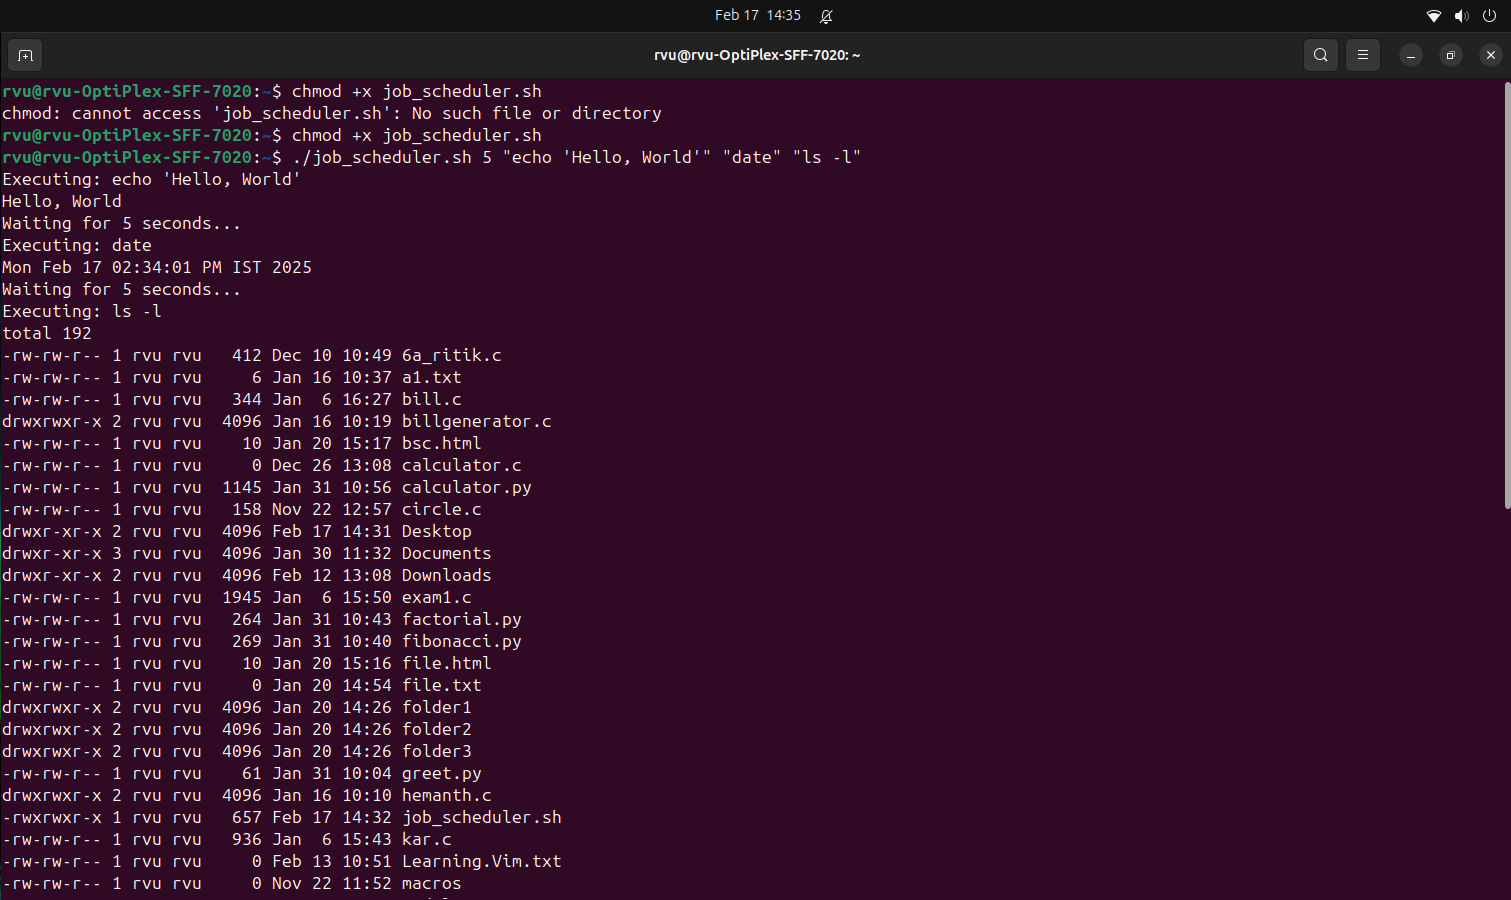 Feb 17 14:35
rvu@rvu-OptiPlex-SFF-7020: ~
rvu@rvu-OptiPlex-SFF-7020:~$ chmod +x job_scheduler.sh
chmod: cannot access 'job_scheduler.sh': No such file or directory
rvu@rvu-OptiPlex-SFF-7020:~$ chmod +x job_scheduler.sh
rvu@rvu-OptiPlex-SFF-7020:~$ ./job_scheduler.sh 5 "echo 'Hello, World'" "date" "ls -l"
Executing: echo 'Hello, World'
Hello, World
Waiting for 5 seconds...
Executing: date
Mon Feb 17 02:34:01 PM IST 2025
Waiting for 5 seconds...
Executing: ls -l
total 192
-rw-rw-r-- 1 rvu rvu   412 Dec 10 10:49 6a_ritik.c
-rw-rw-r-- 1 rvu rvu     6 Jan 16 10:37 a1.txt
-rw-rw-r-- 1 rvu rvu   344 Jan  6 16:27 bill.c
drwxrwxr-x 2 rvu rvu  4096 Jan 16 10:19 billgenerator.c
-rw-rw-r-- 1 rvu rvu    10 Jan 20 15:17 bsc.html
-rw-rw-r-- 1 rvu rvu     0 Dec 26 13:08 calculator.c
-rw-rw-r-- 1 rvu rvu  1145 Jan 31 10:56 calculator.py
-rw-rw-r-- 1 rvu rvu   158 Nov 22 12:57 circle.c
drwxr-xr-x 2 rvu rvu  4096 Feb 17 14:31 Desktop
drwxr-xr-x 3 rvu rvu  4096 Jan 30 11:32 Documents
drwxr-xr-x 2 rvu rvu  4096 Feb 12 13:08 Downloads
-rw-rw-r-- 1 rvu rvu  1945 Jan  6 15:50 exam1.c
-rw-rw-r-- 1 rvu rvu   264 Jan 31 10:43 factorial.py
-rw-rw-r-- 1 rvu rvu   269 Jan 31 10:40 fibonacci.py
-rw-rw-r-- 1 rvu rvu    10 Jan 20 15:16 file.html
-rw-rw-r-- 1 rvu rvu     0 Jan 20 14:54 file.txt
drwxrwxr-x 2 rvu rvu  4096 Jan 20 14:26 folder1
drwxrwxr-x 2 rvu rvu  4096 Jan 20 14:26 folder2
drwxrwxr-x 2 rvu rvu  4096 Jan 20 14:26 folder3
-rw-rw-r-- 1 rvu rvu    61 Jan 31 10:04 greet.py
drwxrwxr-x 2 rvu rvu  4096 Jan 16 10:10 hemanth.c
-rwxrwxr-x 1 rvu rvu   657 Feb 17 14:32 job_scheduler.sh
-rw-rw-r-- 1 rvu rvu   936 Jan  6 15:43 kar.c
-rw-rw-r-- 1 rvu rvu     0 Feb 13 10:51 Learning.Vim.txt
-rw-rw-r-- 1 rvu rvu     0 Nov 22 11:52 macros